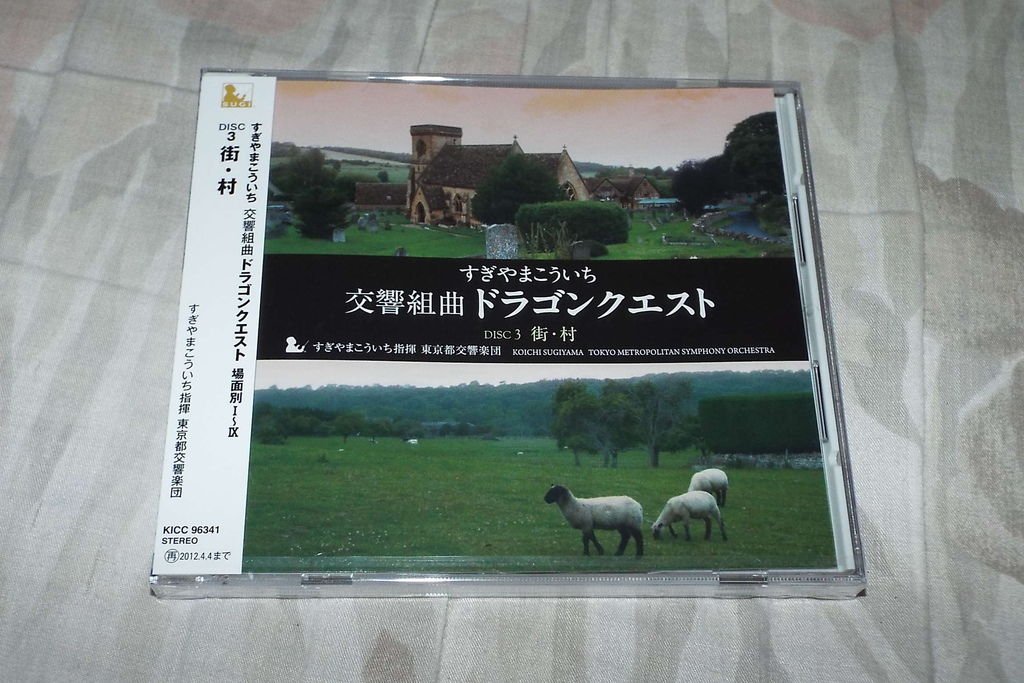 SUGI
DISC
3
街・村
すぎやまこういち 交響組曲 ドラゴンクエスト 場面別Ⅰ〜Ⅸ
すぎやまこういち指揮 東京都交響楽団
KICC 96341
STEREO
再2012.4.4まで
すぎやまこういち
交響組曲 ドラゴンクエスト
DISC 3 街・村
すぎやまこういち指揮 東京都交響楽団 KOICHI SUGIYAMA TOKYO METROPOLITAN SYMPHONY ORCHESTRA